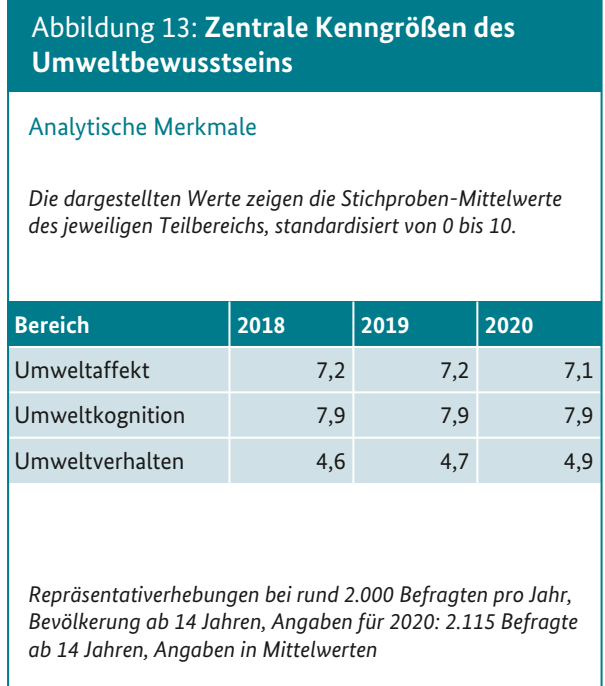 Abbildung 13: Zentrale Kenngrößen des
Umweltbewusstseins
Analytische Merkmale
Die dargestellten Werte zeigen die Stichproben-Mittelwerte
des jeweiligen Teilbereichs, standardisiert von 0 bis 10.
Bereich 2018 2019 2020
Umweltaffekt 7,2 7,2 7,1
Umweltkognition 7,9 7,9 7,9
Umweltverhalten 4,6 4,7 4,9
Repräsentativerhebungen bei rund 2.000 Befragten pro Jahr,
Bevölkerung ab 14 Jahren, Angaben für 2020: 2.115 Befragte
ab 14 Jahren, Angaben in Mittelwerten